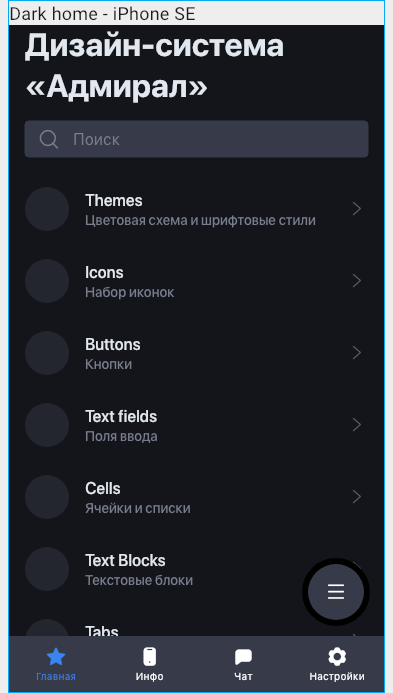 Dark home - iPhone SE
Дизайн-система
«Адмирал»
Поиск
Themes
Цветовая схема и шрифтовые стили
Icons
Набор иконок
Buttons
Кнопки
Text fields
Поля ввода
Cells
Ячейки и списки
Text Blocks
Текстовые блоки
Tabs
Главная
Инфо
Чат
Настройки